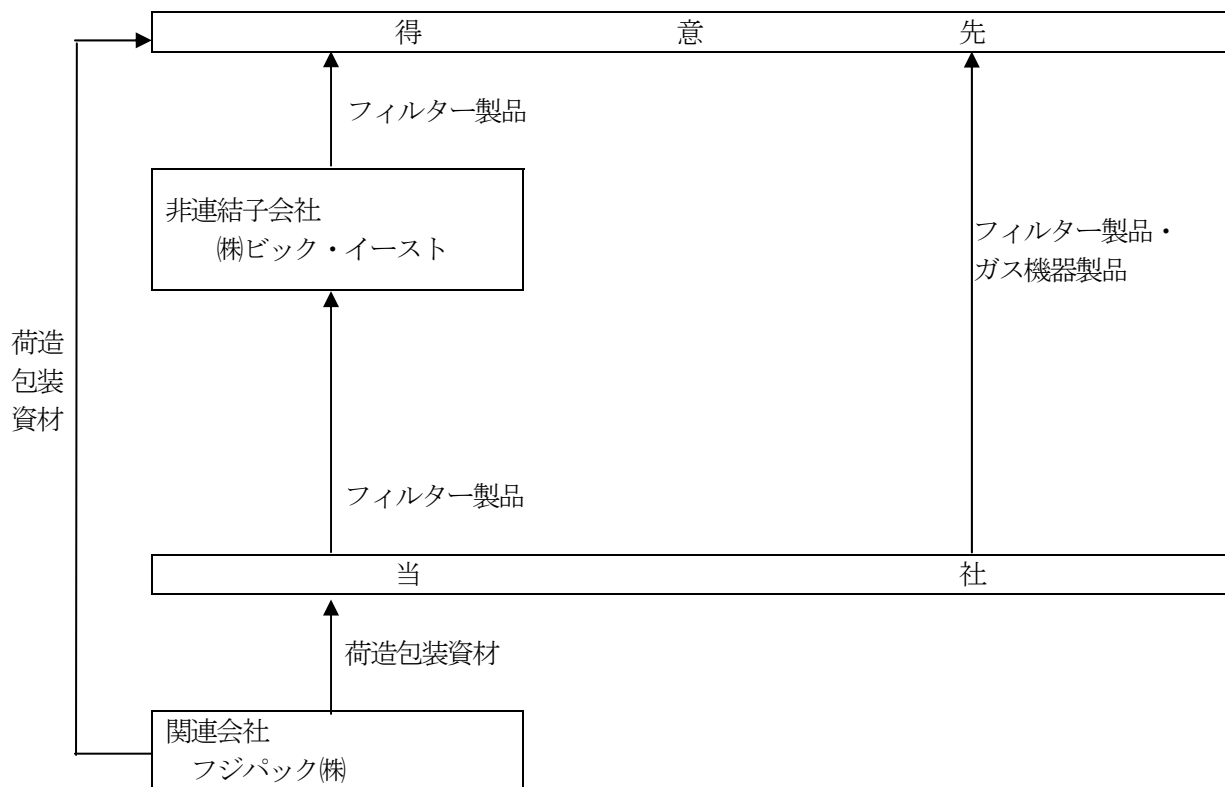 得意先
フィルター製品
非連結子会社
㈱ビック・イースト
フィルター製品・
ガス機器製品
荷造
包装
資材
フィルター製品
当社
荷造包装資材
関連会社
フジパック㈱